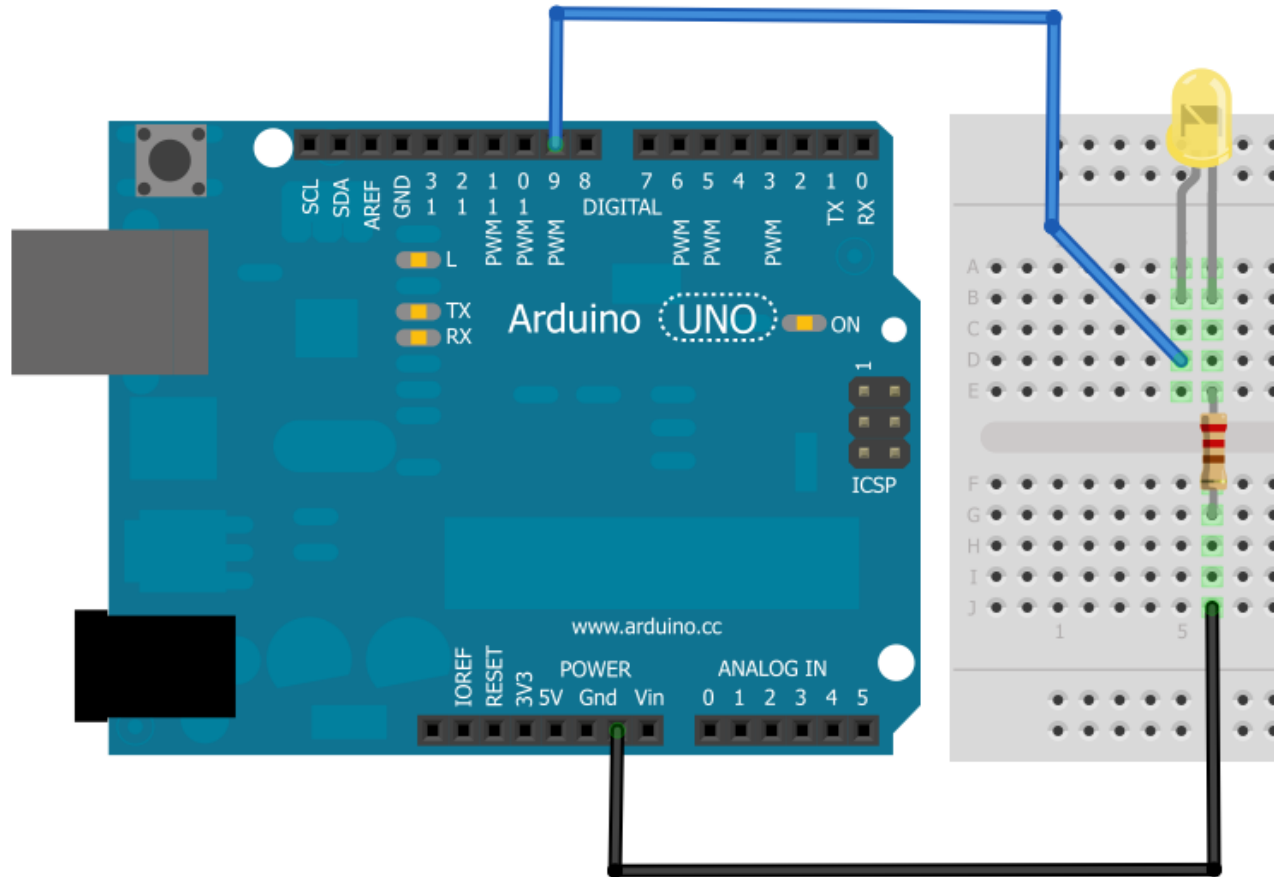 SCL SDA AREF GND 13 12 PWM 11 PWM 10 PWM 9 8 7 PWM 6 PWM 5 4 PWM 3 2 TX 1 RX 0
DIGITAL
L
TX
RX
Arduino UNO ON
1
ICSP
www.arduino.cc
POWER ANALOG IN
IOREF RESET 3V3 5V Gnd Vin 0 1 2 3 4 5
A
B
C
D
E
F
G
H
I
J
1 5